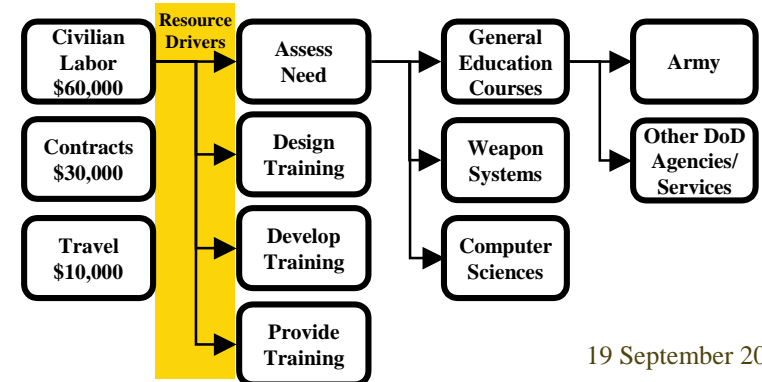 Resource
Drivers
Civilian
Labor
$60,000
Contracts
$30,000
Travel
$10,000
Assess
Need
Design
Training
Develop
Training
Provide
Training
General
Education
Courses
Weapon
Systems
Computer
Sciences
Army
Other DoD
Agencies/
Services
19 September 20